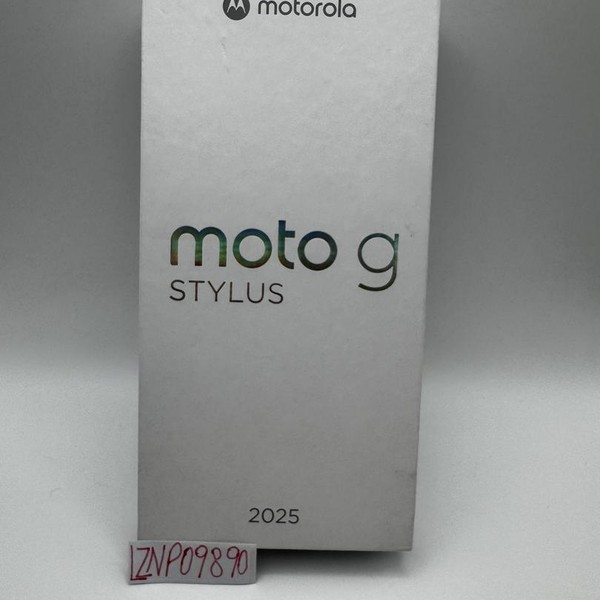 motorola
moto g
STYLUS
2025
LZNP09890